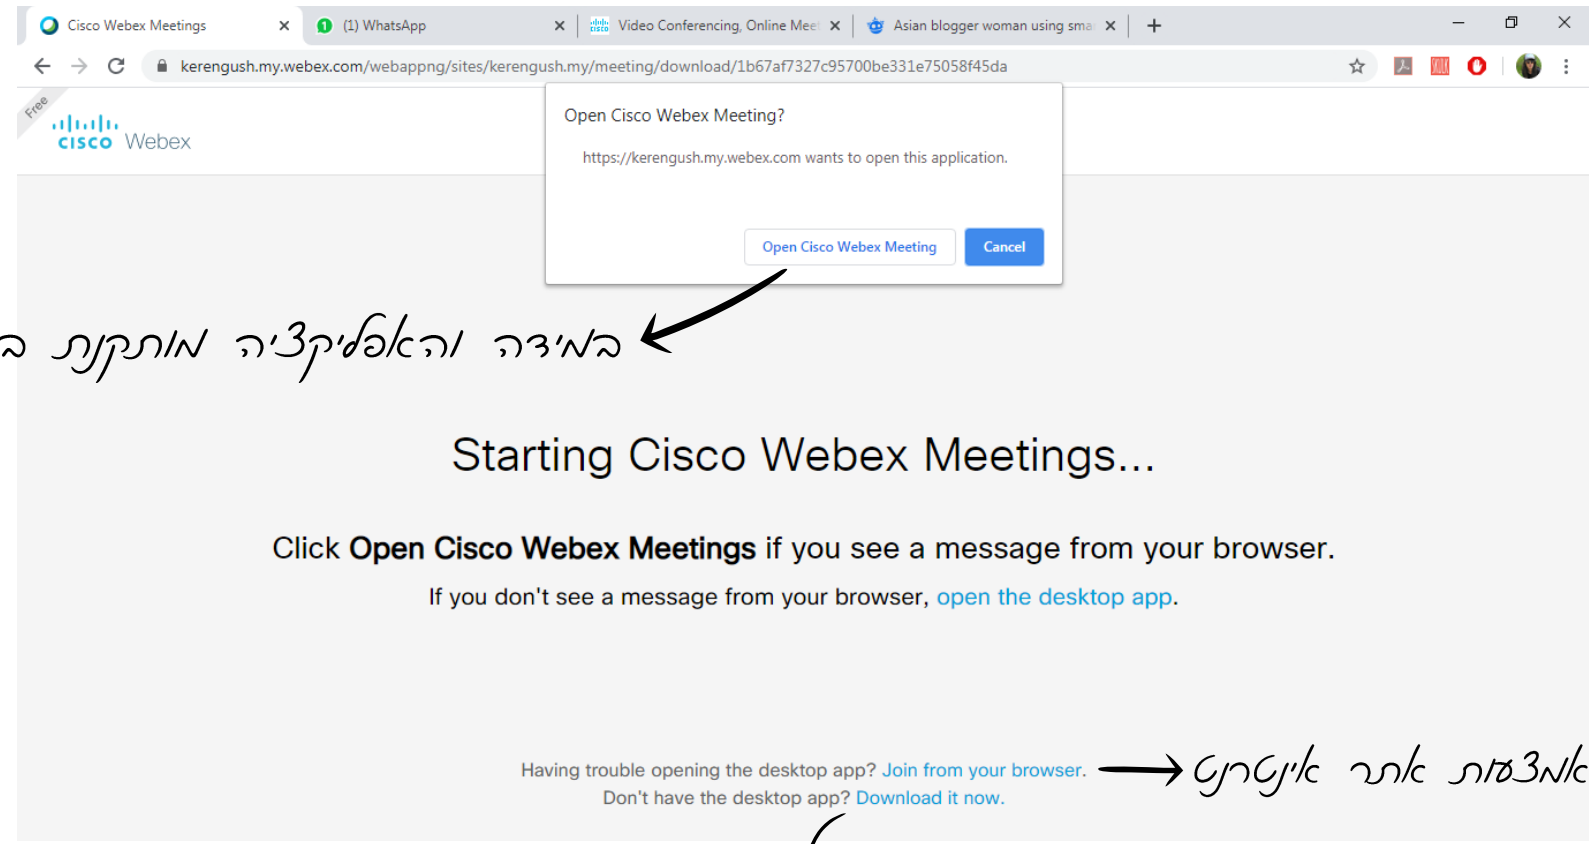 Cisco Webex Meetings
(1) WhatsApp
Video Conferencing, Online Mee
Asian blogger woman using sma
kerengush.my.webex.com/webappng/sites/kerengush.my/meeting/download/1b67af7327c95700be331e75058f45da
Free
CISCO Webex
Open Cisco Webex Meeting?
https://kerengush.my.webex.com wants to open this application.
Open Cisco Webex Meeting
Cancel
במידה והאפליקציה מותקנת ב
Starting Cisco Webex Meetings...
Click Open Cisco Webex Meetings if you see a message from your browser.
If you don't see a message from your browser, open the desktop app.
Having trouble opening the desktop app? Join from your browser.
אמצעות אתר אינטרנט
Don't have the desktop app? Download it now.